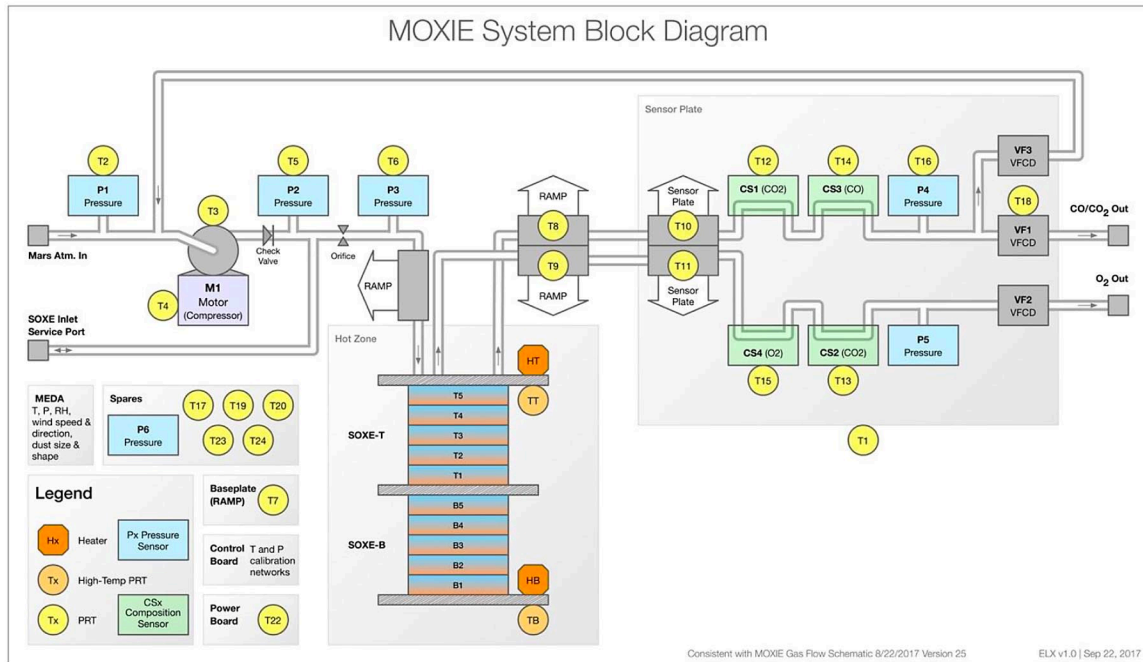 MOXIE System Block Diagram
Sensor Plate
T2
P1
Pressure
T3
T5
P2
Pressure
T6
P3
Pressure
T12
CS1 (CO2)
T14
CS3 (CO)
T16
P4
Pressure
VF3
VFCD
T18
VF1
VFCD
CO/CO2 Out
RAMP
T8
T9
RAMP
Sensor
Plate
T10
T11
Sensor
Plate
Mars Atm. In
Check
Valve
Orifice
RAMP
T4
M1
Motor
(Compressor)
SOXE Inlet
Service Port
O2 Out
VF2
VFCD
CS4 (O2)
T15
CS2 (CO2)
T13
P5
Pressure
T1
Hot Zone
HT
TT
SOXE-T
T5
T4
T3
T2
T1
SOXE-B
B5
B4
B3
B2
B1
HB
TB
MEDA
T, P, RH,
wind speed &
direction,
dust size &
shape
Spares
P6
Pressure
T17
T19
T20
T23
T24
Legend
Hx
Heater
Px Pressure
Sensor
Tx
High-Temp PRT
Tx
PRT
CSx
Composition
Sensor
Baseplate
(RAMP)
T7
Control
Board
T and P
calibration
networks
Power
Board
T22
Consistent with MOXIE Gas Flow Schematic 8/22/2017 Version 25
ELX v1.0 | Sep 22, 2017